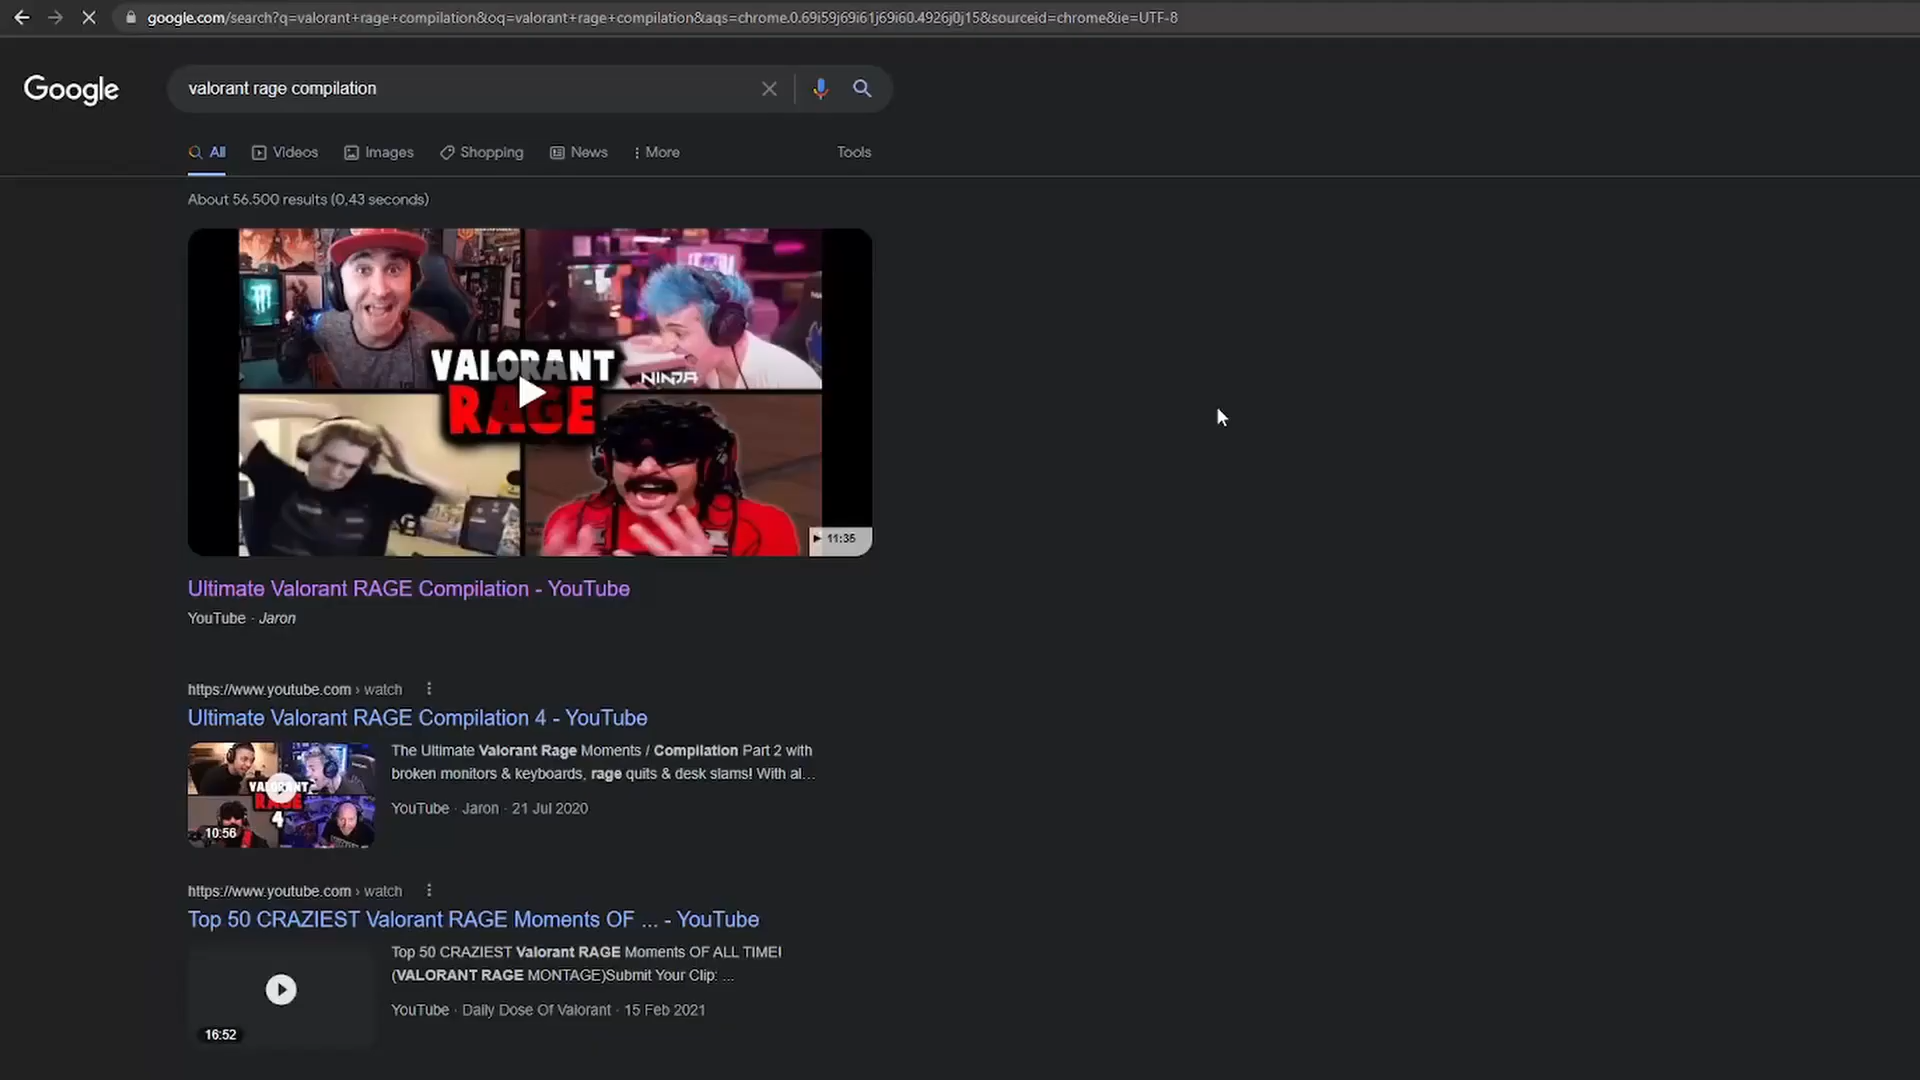 google.com/search?q=valorant+rage+compilation&oq=valorant+rage+compilation&aqs=chrome.0.69i59j69i61j69i60.4926j0j15&sourceid=chrome&ie=UTF-8
Google
valorant rage compilation
All
Videos
Images
Shopping
News
More
Tools
About 56.500 results (0,43 seconds)
VALORANT
RAGE
NINJA
11:35
Ultimate Valorant RAGE Compilation - YouTube
YouTube · Jaron
https://www.youtube.com › watch
Ultimate Valorant RAGE Compilation 4 - YouTube
VALORANT
RAGE
4
10:56
The Ultimate Valorant Rage Moments / Compilation Part 2 with
broken monitors & keyboards, rage quits & desk slams! With al...
YouTube · Jaron · 21 Jul 2020
https://www.youtube.com › watch
Top 50 CRAZIEST Valorant RAGE Moments OF ... - YouTube
16:52
Top 50 CRAZIEST Valorant RAGE Moments OF ALL TIME!
(VALORANT RAGE MONTAGE)Submit Your Clip: ...
YouTube · Daily Dose Of Valorant · 15 Feb 2021